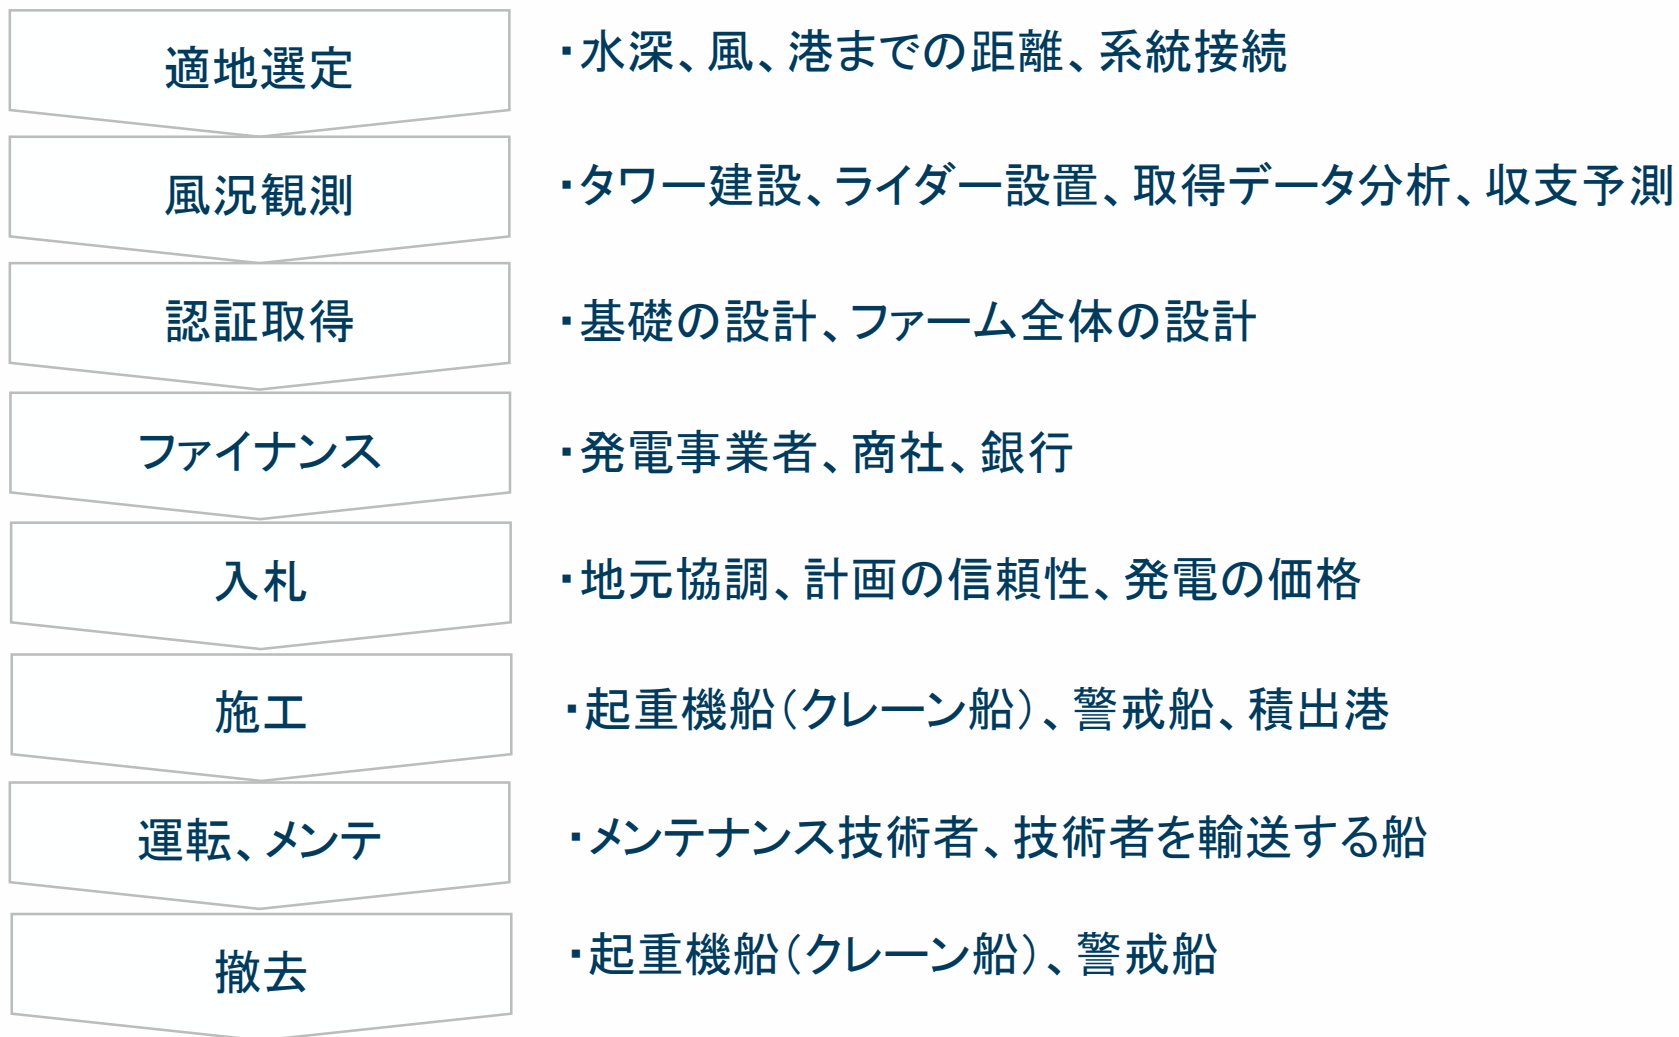 適地選定
・水深、風、港までの距離、系統接続
風況観測
・タワー建設、ライダー設置、取得データ分析、収支予測
認証取得
・基礎の設計、ファーム全体の設計
ファイナンス
・発電事業者、商社、銀行
入札
・地元協調、計画の信頼性、発電の価格
施工
・起重機船(クレーン船)、警戒船、積出港
運転、メンテ
・メンテナンス技術者、技術者を輸送する船
撤去
・起重機船(クレーン船)、警戒船